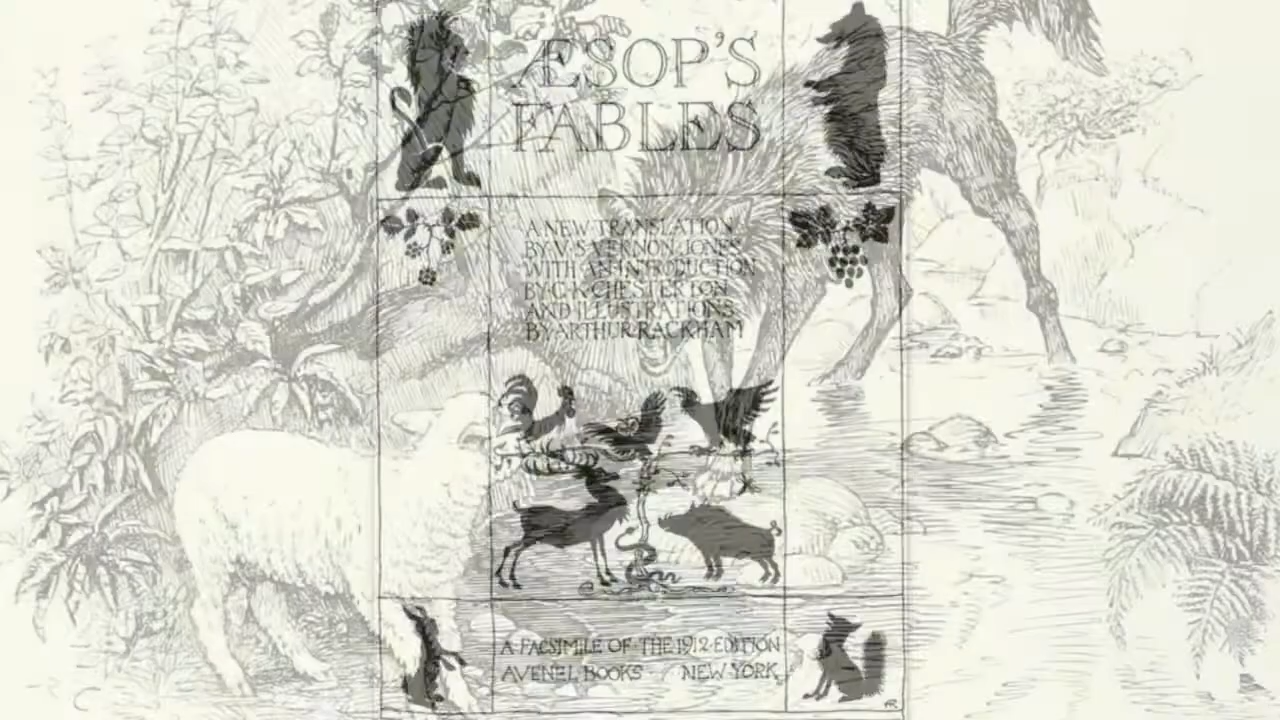 ÆSOP'S
FABLES
A NEW TRANSLATION
BY V. S. VERNON JONES
WITH AN INTRODUCTION
BY G. K. CHESTERTON
AND ILLUSTRATIONS
BY ARTHUR RACKHAM
A FACSIMILE OF THE 1912 EDITION
AVENEL BOOKS NEW YORK
AR